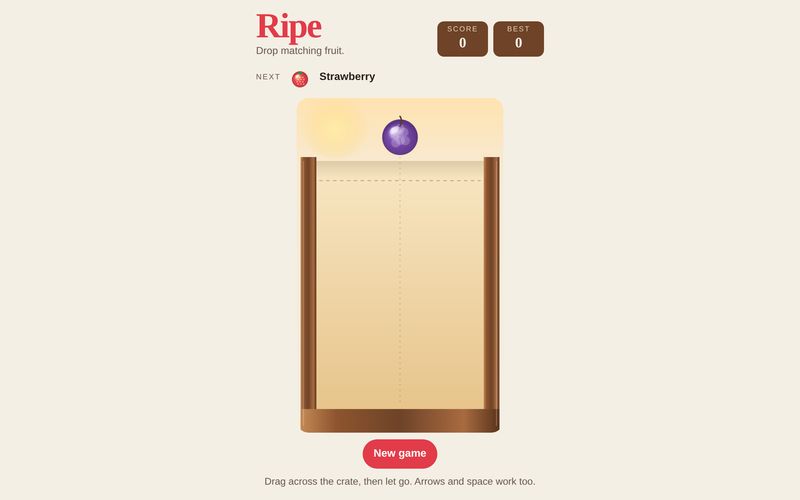 Ripe
Drop matching fruit.
SCORE
0
BEST
0
NEXT
Strawberry
New game
Drag across the crate, then let go. Arrows and space work too.